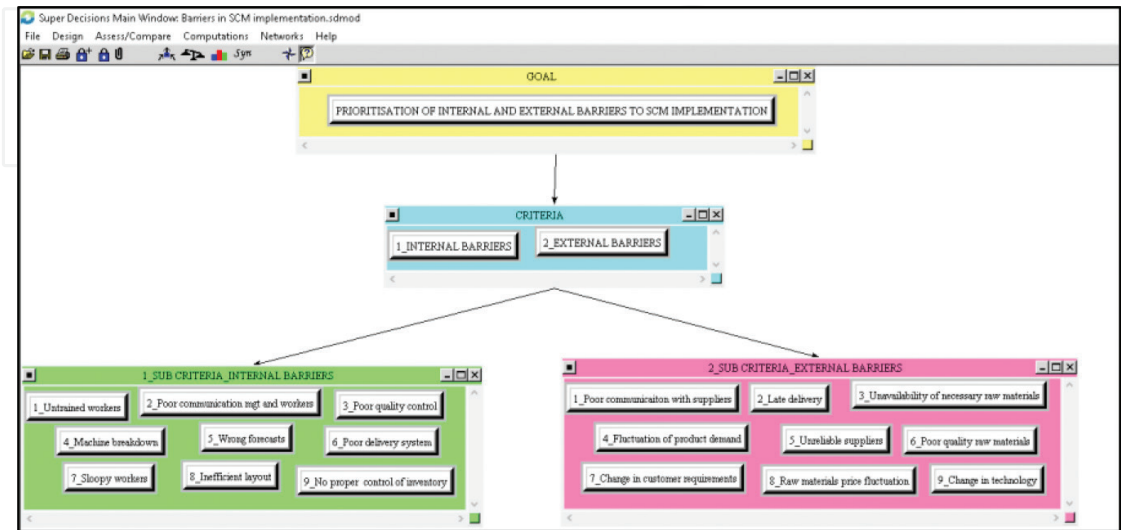 Super Decisions Main Window: Barriers in SCM implementation.sdmod
File Design Assess/Compare Computations Networks Help
Syn
GOAL
PRIORITISATION OF INTERNAL AND EXTERNAL BARRIERS TO SCM IMPLEMENTATION
CRITERIA
1_INTERNAL BARRIERS
2_EXTERNAL BARRIERS
1_SUB CRITERIA_INTERNAL BARRIERS
1_Untrained workers
2_Poor communication mgt and workers
3_Poor quality control
4_Machine breakdown
5_Wrong forecasts
6_Poor delivery system
7_Sloopy workers
8_Inefficient layout
9_No proper control of inventory
2_SUB CRITERIA_EXTERNAL BARRIERS
1_Poor communicaiton with suppliers
2_Late delivery
3_Unavailability of necessary raw materials
4_Fluctuation of product demand
5_Unreliable suppliers
6_Poor quality raw materials
7_Change in customer requirements
8_Raw materials price fluctuation
9_Change in technology